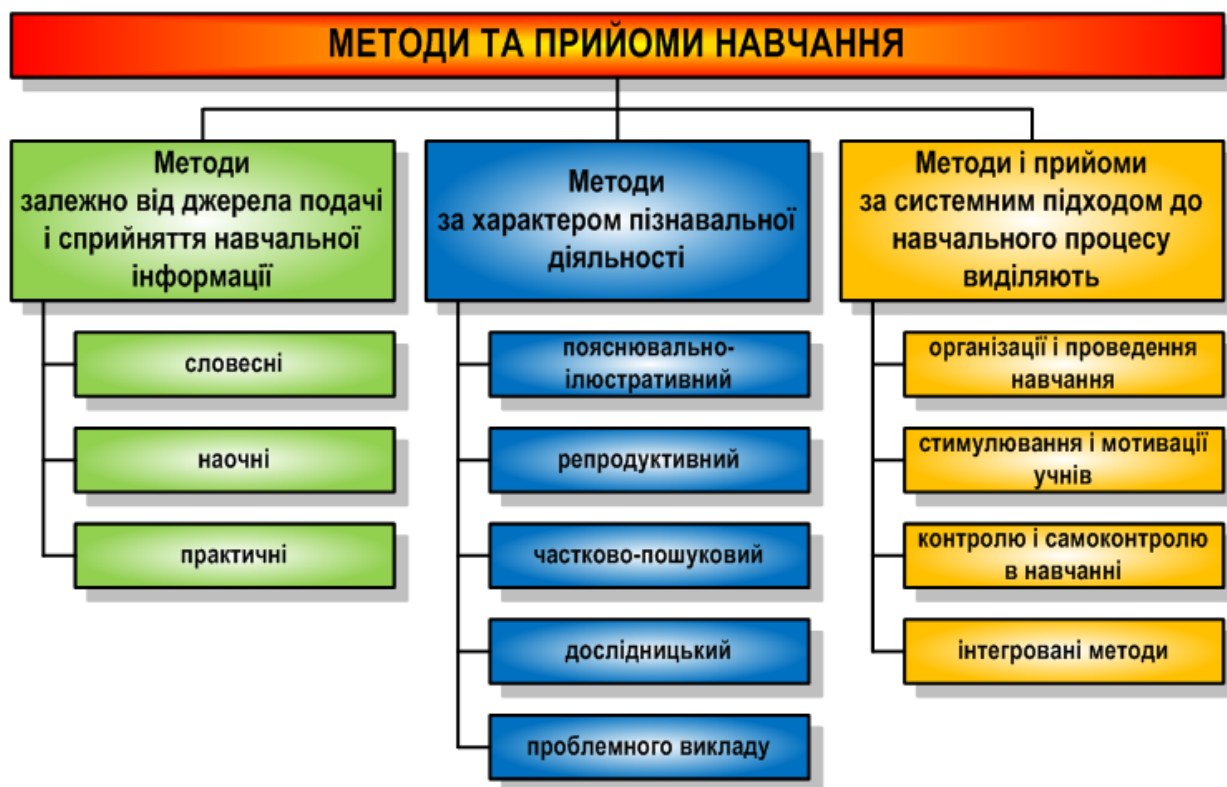 МЕТОДИ ТА ПРИЙОМИ НАВЧАННЯ
Методи
залежно від джерела подачі
і сприйняття навчальної
інформації
словесні
наочні
практичні
Методи
за характером пізнавальної
діяльності
пояснювально-
ілюстративний
репродуктивний
частково-пошуковий
дослідницький
проблемного викладу
Методи і прийоми
за системним підходом до
навчального процесу
виділяють
організації і проведення
навчання
стимулювання і мотивації
учнів
контролю і самоконтролю
в навчанні
інтегровані методи